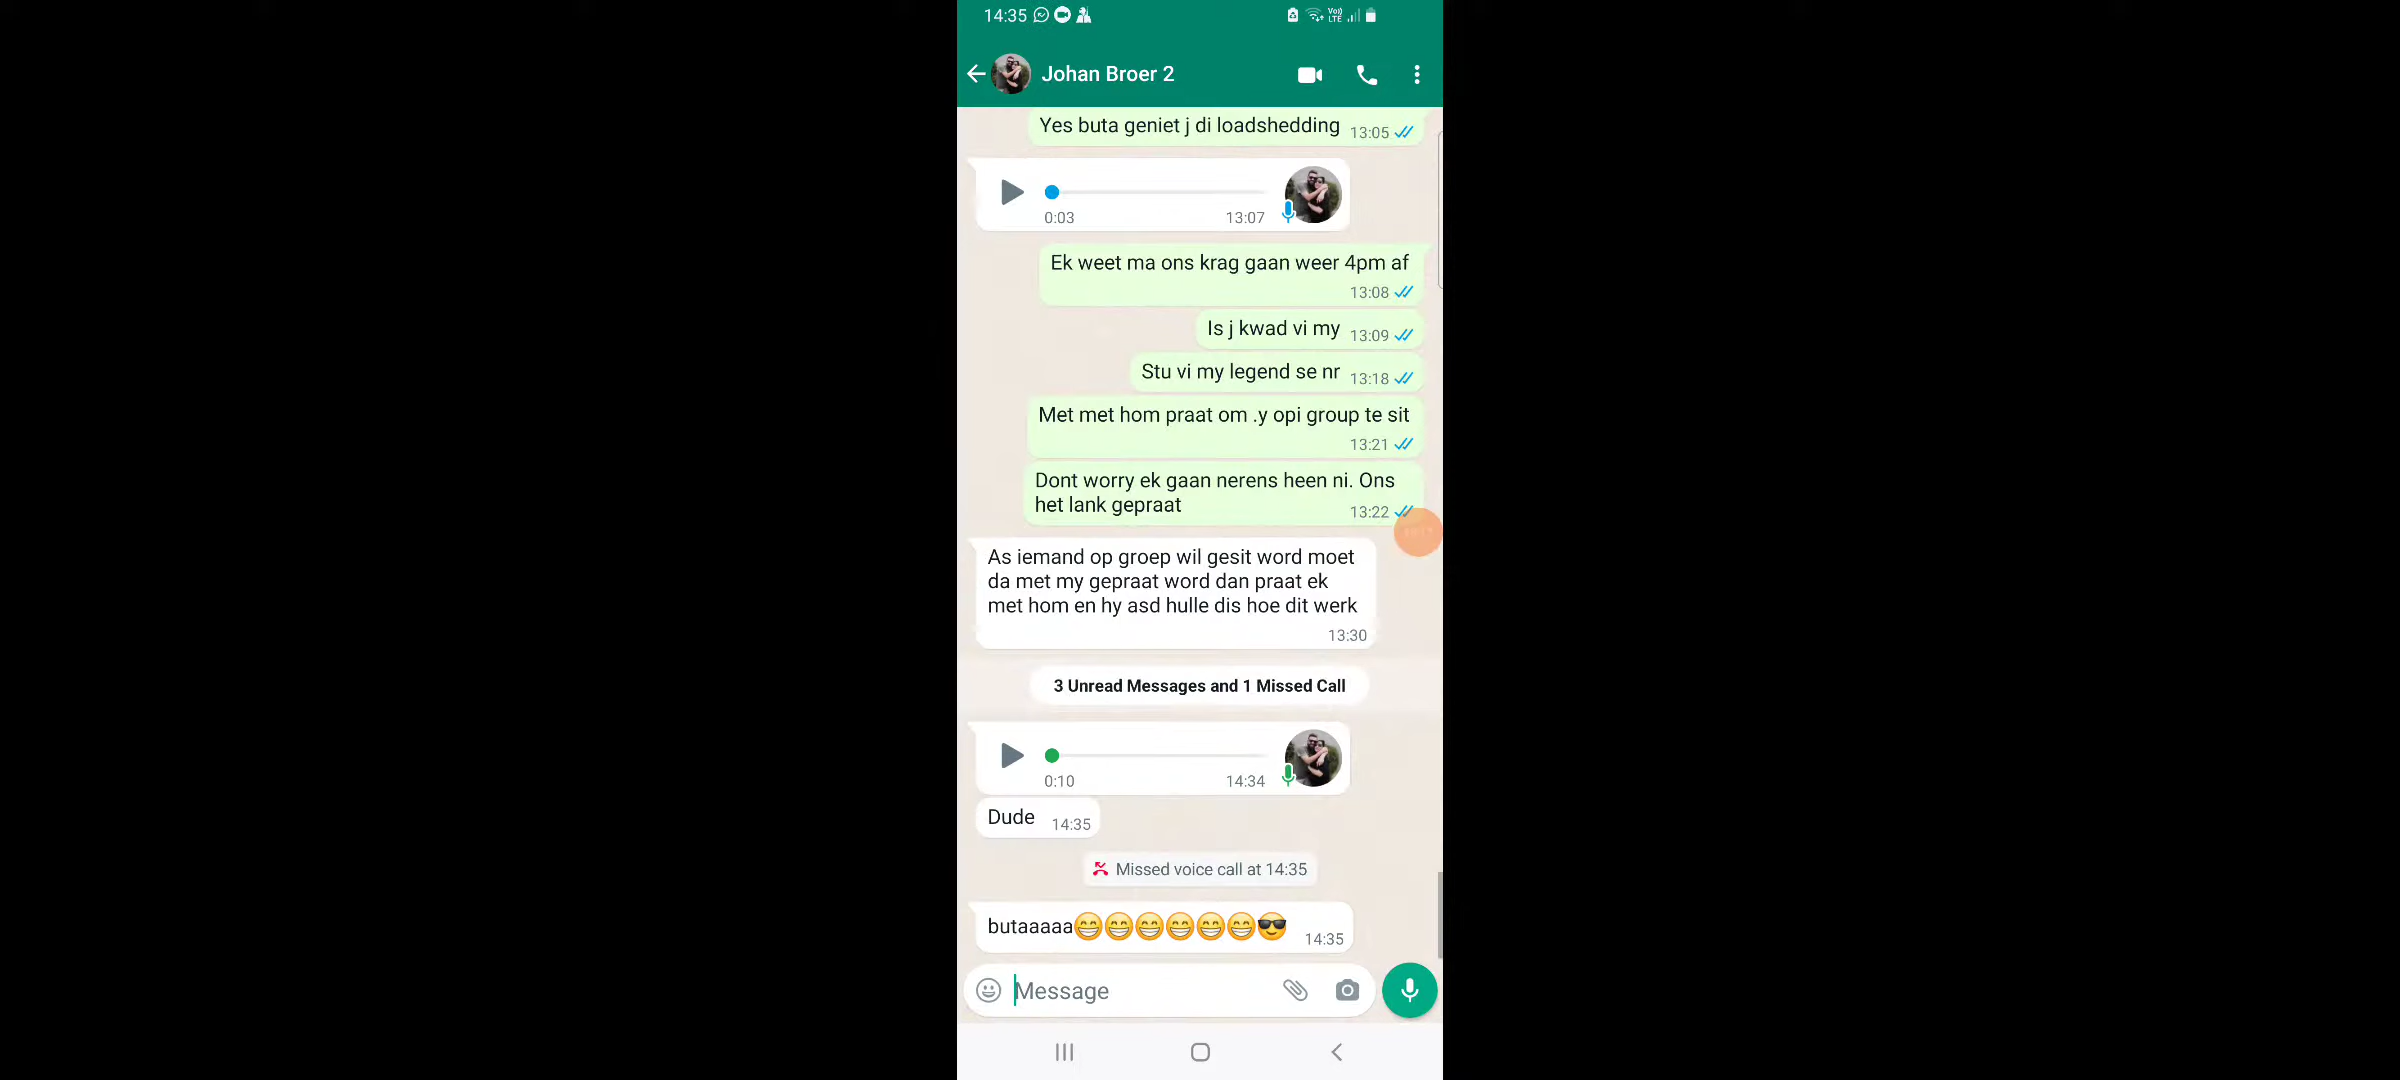 14:35
Vo)) LTE
Johan Broer 2
Yes buta geniet j di loadshedding 13:05
0:03 13:07
Ek weet ma ons krag gaan weer 4pm af
13:08
Is j kwad vi my 13:09
Stu vi my legend se nr 13:18
Met met hom praat om .y opi group te sit
13:21
Dont worry ek gaan nerens heen ni. Ons
het lank gepraat 13:22
As iemand op groep wil gesit word moet
da met my gepraat word dan praat ek
met hom en hy asd hulle dis hoe dit werk
13:30
3 Unread Messages and 1 Missed Call
0:10 14:34
Dude 14:35
Missed voice call at 14:35
butaaaaa😁😁😁😁😁😁😎 14:35
Message